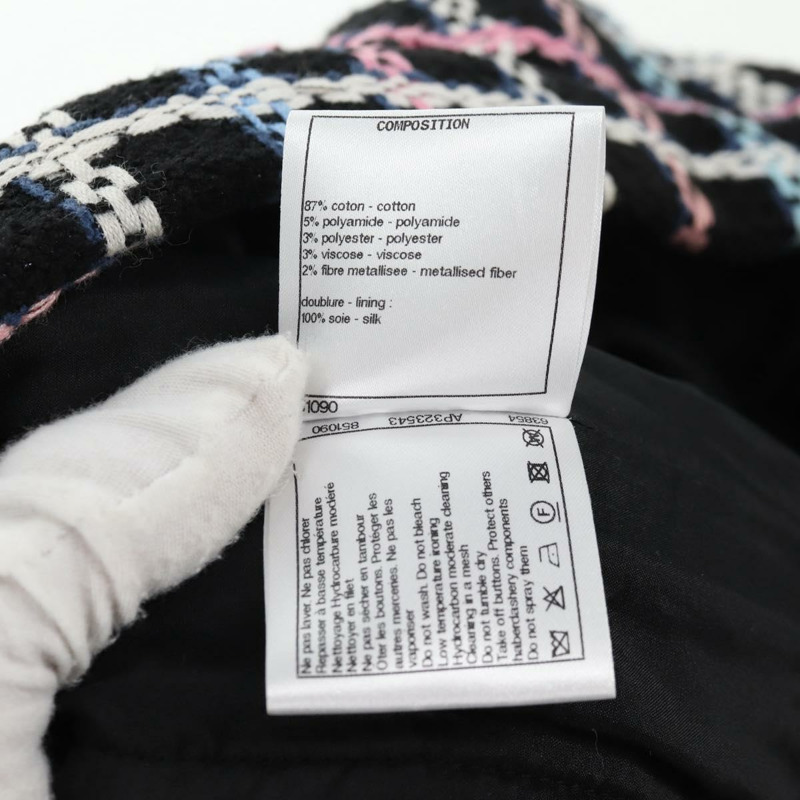 COMPOSITION
87% coton - cotton
5% polyamide - polyamide
3% polyester - polyester
3% viscose - viscose
2% fibre metallisee - metallised fiber
doublure - lining :
100% soie - silk
1090
63854 AP323543 851090
Ne pas laver. Ne pas chlorer
Repasser à basse température
Nettoyage Hydrocarbure modéré
Nettoyer en filet
Ne pas sécher en tambour
Oter les boutons. Protéger les
autres merceries. Ne pas les
vaporiser
Do not wash. Do not bleach
Low temperature ironing
Hydrocarbon moderate cleaning
Cleaning in a mesh
Do not tumble dry
Take off buttons. Protect others
haberdashery components
Do not spray them
F